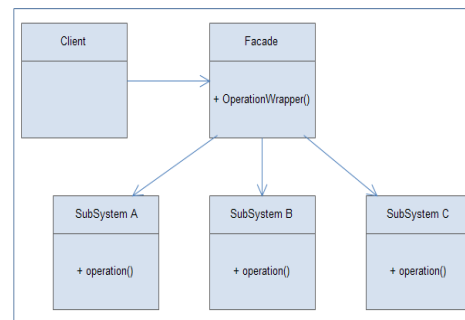 Client
Facade
+ OperationWrapper()
SubSystem A
SubSystem B
SubSystem C
+ operation()
+ operation()
+ operation()